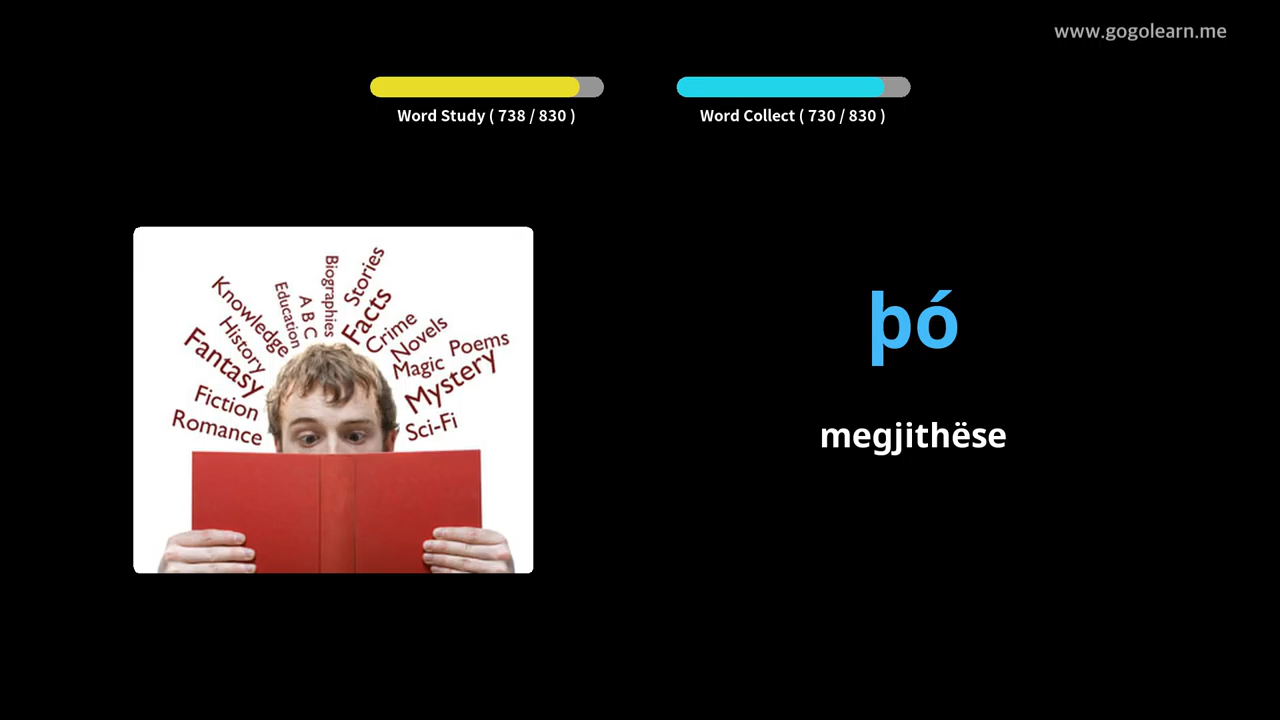 www.gogolearn.me
Word Study ( 738 / 830 )
Word Collect ( 730 / 830 )
Knowledge
History
Fantasy
Fiction
Romance
Education
A B C
Biographies
Stories
Facts
Crime
Novels
Magic
Poems
Mystery
Sci-Fi
þó
megjithëse